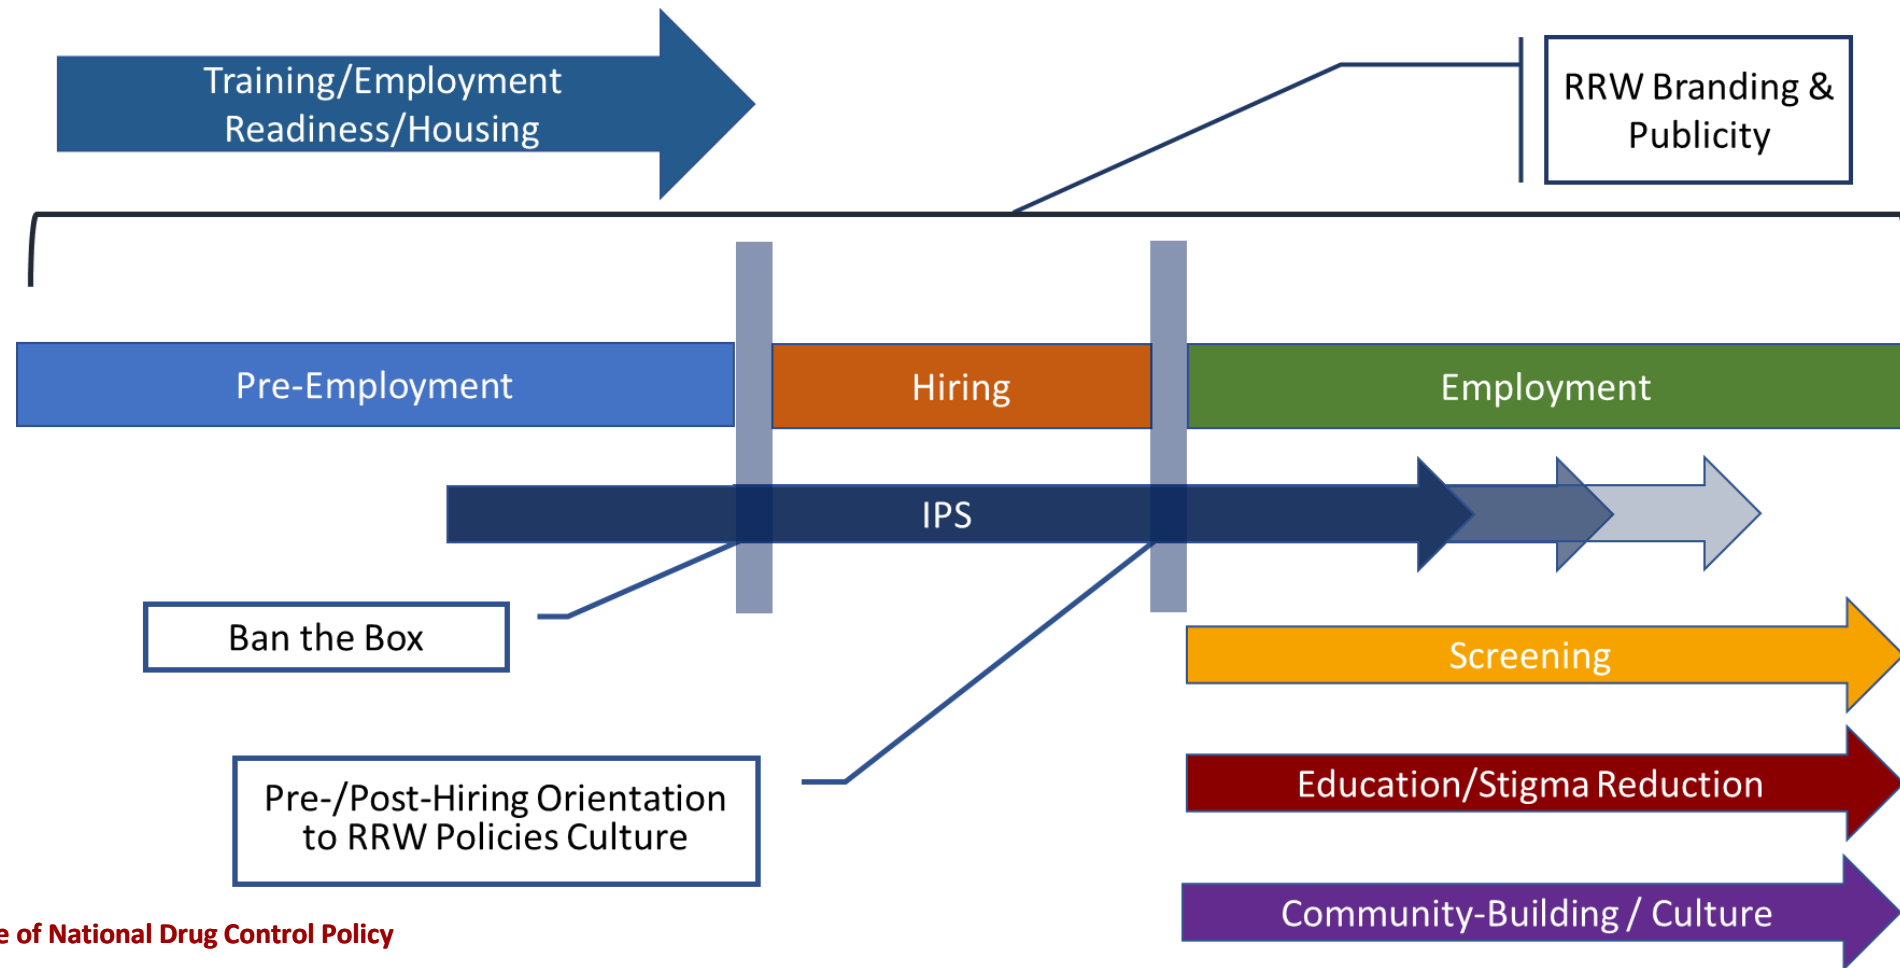 Training/Employment
Readiness/Housing
RRW Branding &
Publicity
Pre-Employment
Hiring
Employment
IPS
Ban the Box
Screening
Pre-/Post-Hiring Orientation
to RRW Policies Culture
Education/Stigma Reduction
Community-Building / Culture
e of National Drug Control Policy